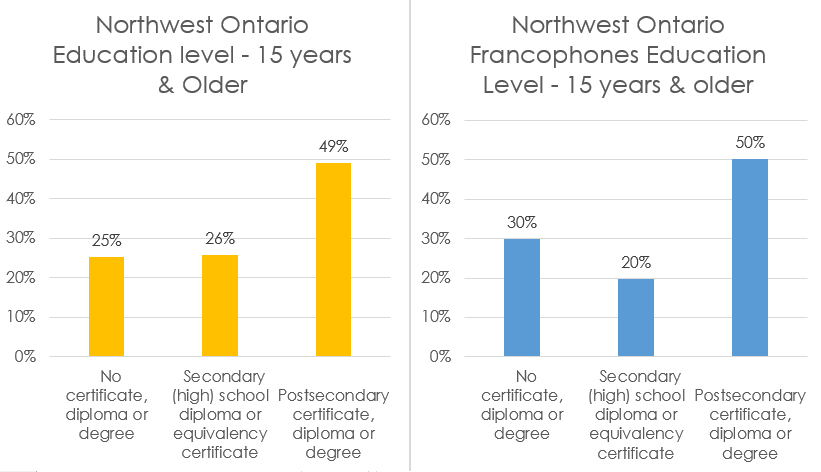 Northwest Ontario
Education level - 15 years
& Older
60%
50%
40%
30%
20%
10%
0%
25%
26%
49%
No
certificate,
diploma or
degree
Secondary
(high) school
diploma or
equivalency
certificate
Postsecondary
certificate,
diploma or
degree
Northwest Ontario
Francophones Education
Level - 15 years & older
60%
50%
40%
30%
20%
10%
0%
30%
20%
50%
No
certificate,
diploma or
degree
Secondary
(high) school
diploma or
equivalency
certificate
Postsecondary
certificate,
diploma or
degree